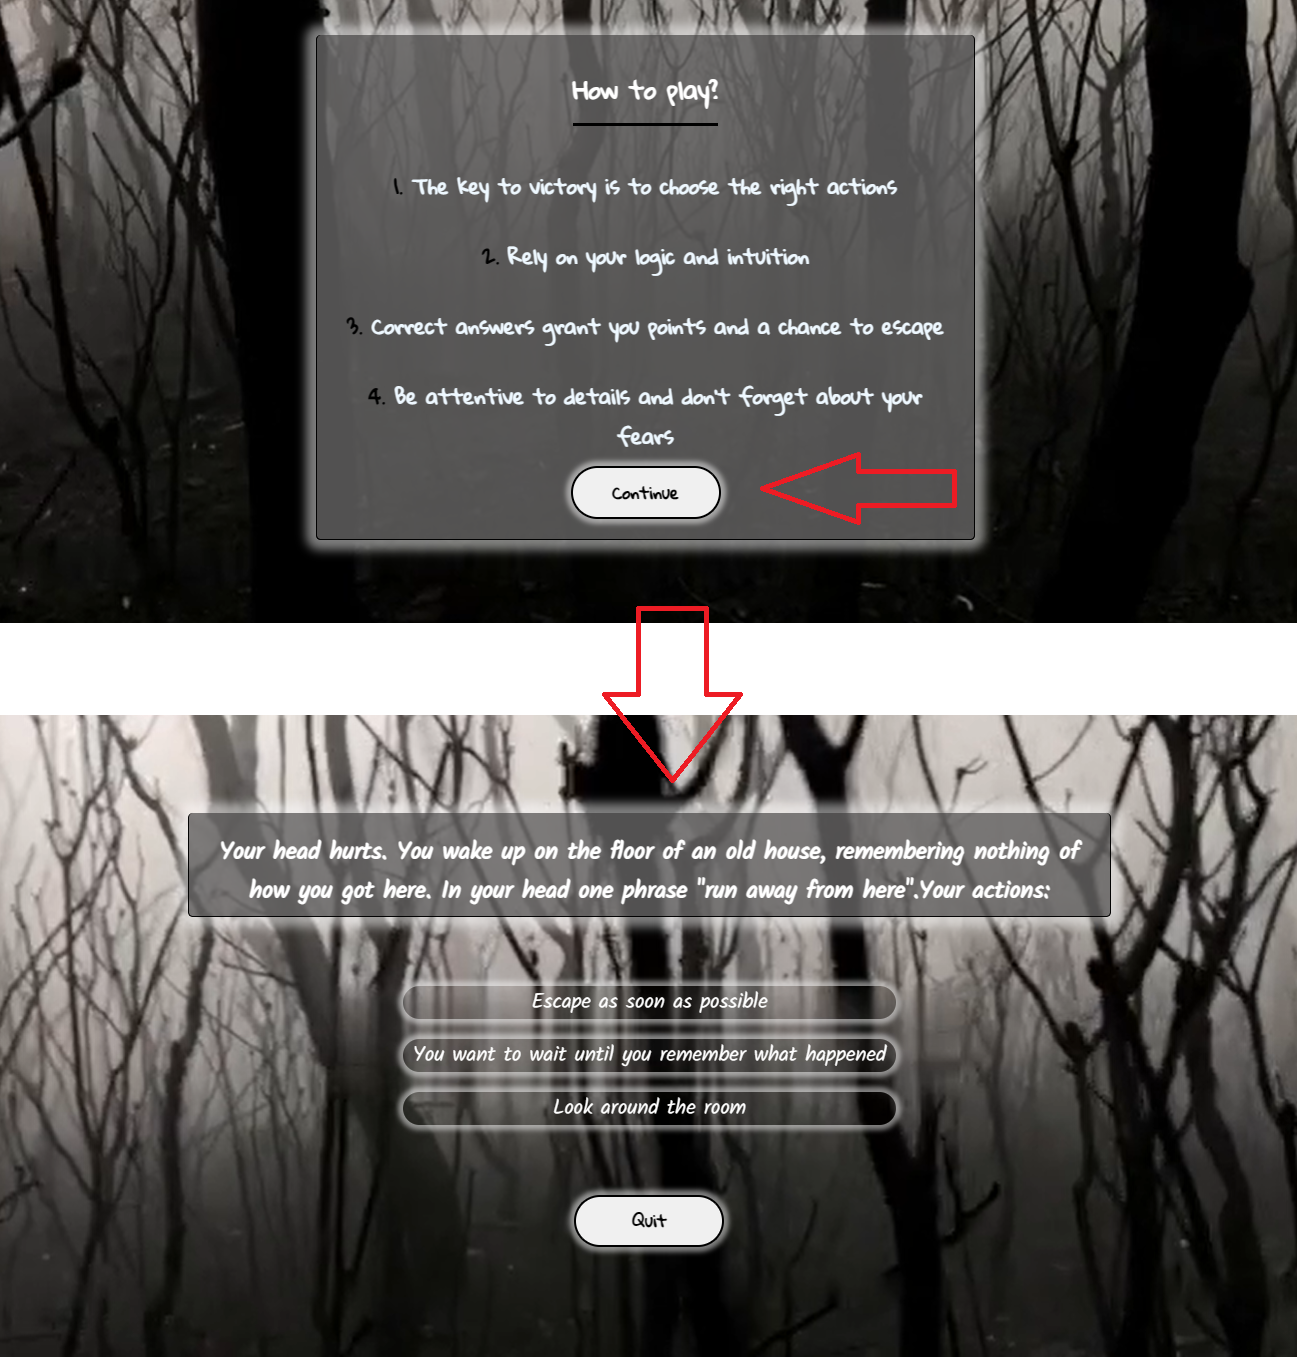 How to play?
1. The key to victory is to choose the right actions
2. Rely on your logic and intuition
3. Correct answers grant you points and a chance to escape
4. Be attentive to details and don't forget about your
fears
Continue
Your head hurts. You wake up on the floor of an old house, remembering nothing of
how you got here. In your head one phrase "run away from here".Your actions:
Escape as soon as possible
You want to wait until you remember what happened
Look around the room
Quit